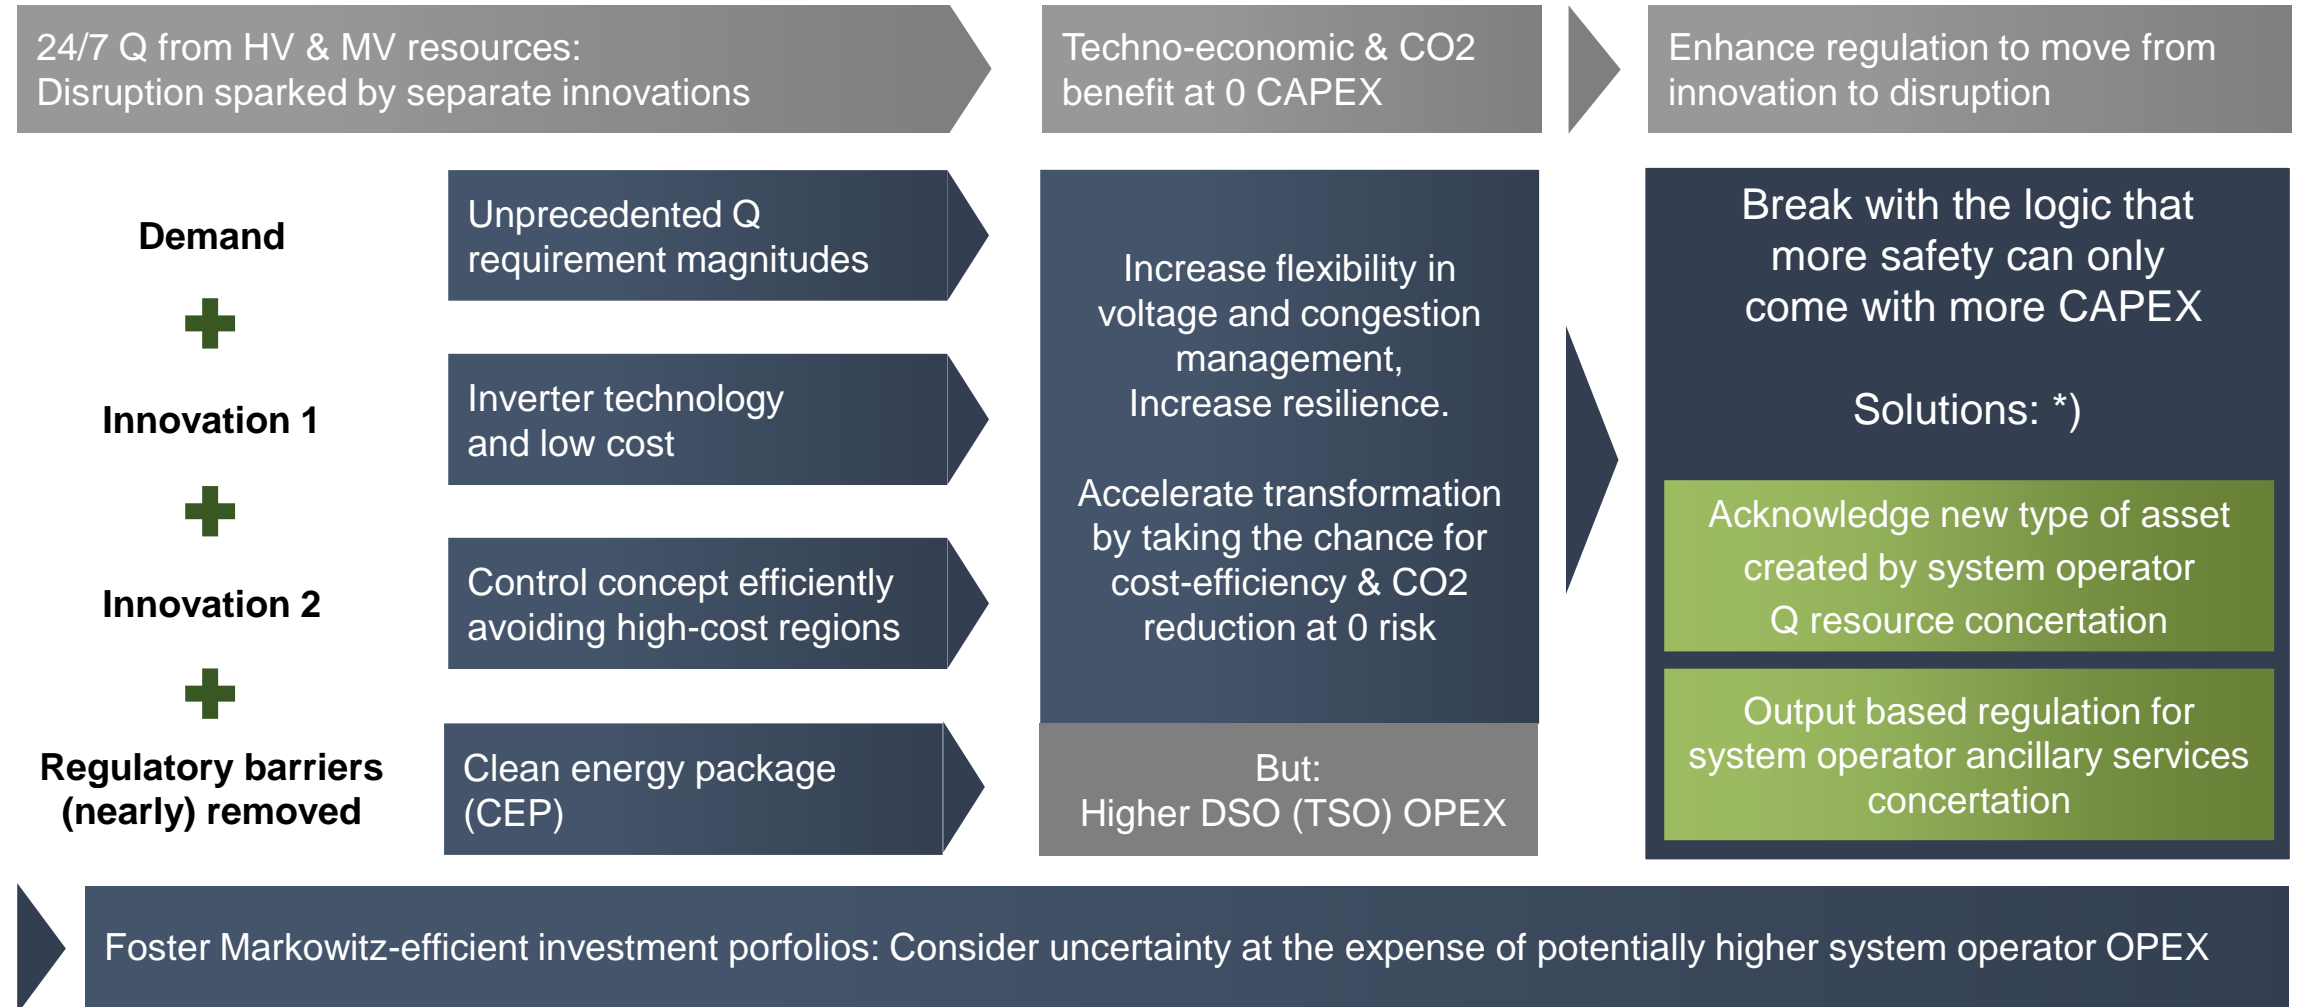 24/7 Q from HV & MV resources:
Disruption sparked by separate innovations
Techno-economic & CO2
benefit at 0 CAPEX
Enhance regulation to move from
innovation to disruption
Demand
Unprecedented Q
requirement magnitudes
Innovation 1
Inverter technology
and low cost
Innovation 2
Control concept efficiently
avoiding high-cost regions
Regulatory barriers
(nearly) removed
Clean energy package
(CEP)
Increase flexibility in
voltage and congestion
management,
Increase resilience.
Accelerate transformation
by taking the chance for
cost-efficiency & CO2
reduction at 0 risk
But:
Higher DSO (TSO) OPEX
Break with the logic that
more safety can only
come with more CAPEX
Solutions: *)
Acknowledge new type of asset
created by system operator
Q resource concertation
Output based regulation for
system operator ancillary services
concertation
Foster Markowitz-efficient investment porfolios: Consider uncertainty at the expense of potentially higher system operator OPEX